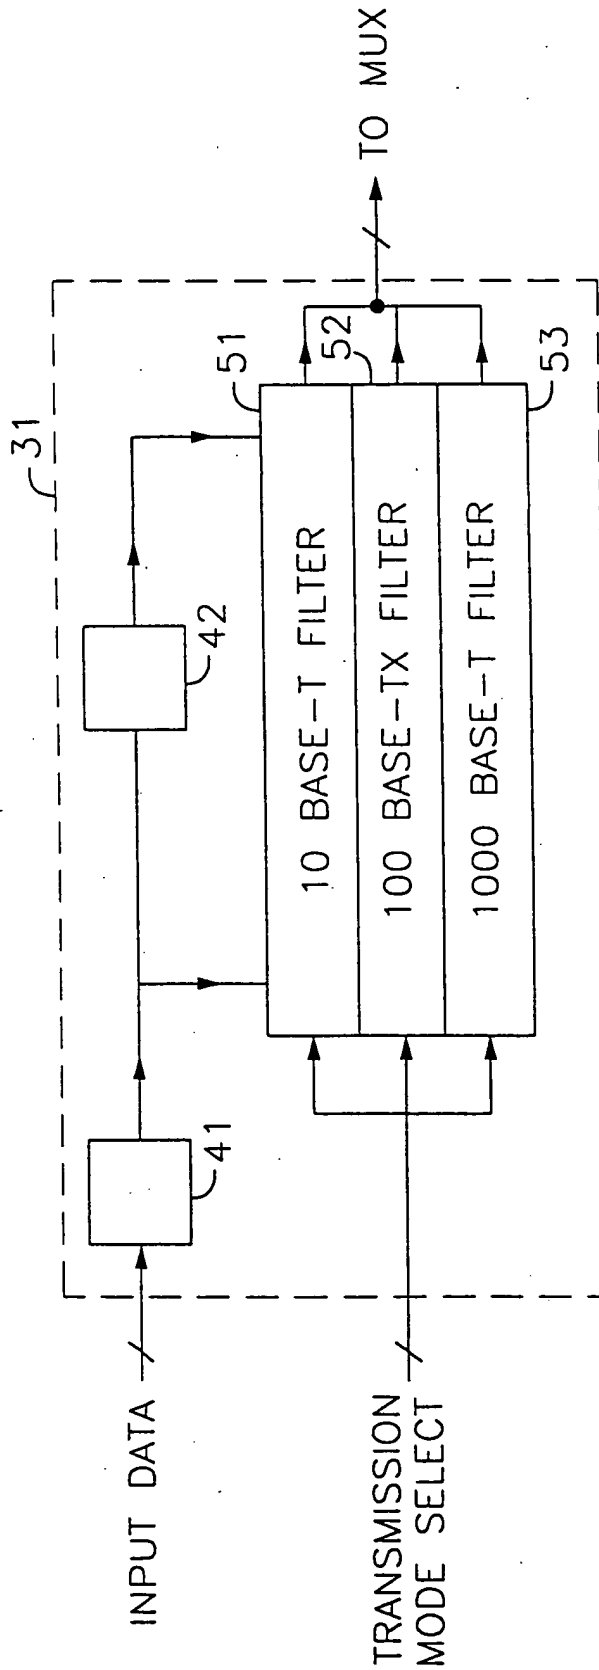 31
INPUT DATA
41
42
51
52
53
10 BASE-T FILTER
100 BASE-TX FILTER
1000 BASE-T FILTER
TO MUX
TRANSMISSION
MODE SELECT